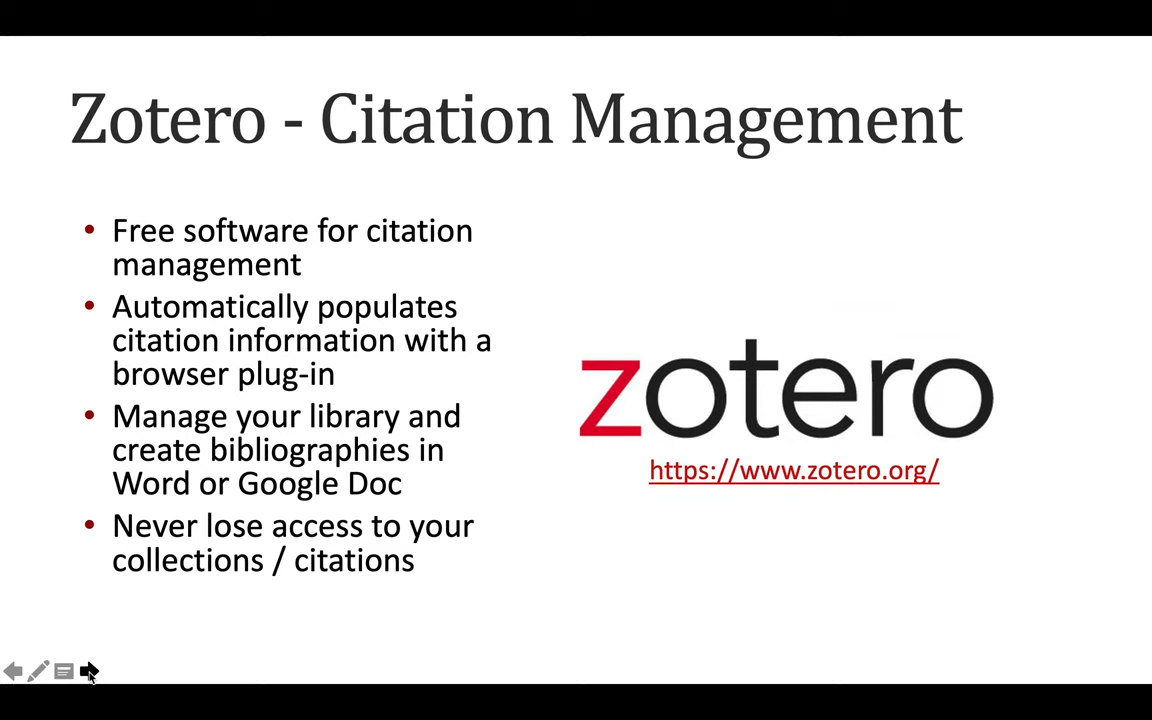 Zotero - Citation Management
• Free software for citation
management
• Automatically populates
citation information with a
browser plug-in
• Manage your library and
create bibliographies in
Word or Google Doc
• Never lose access to your
collections / citations
zotero
https://www.zotero.org/